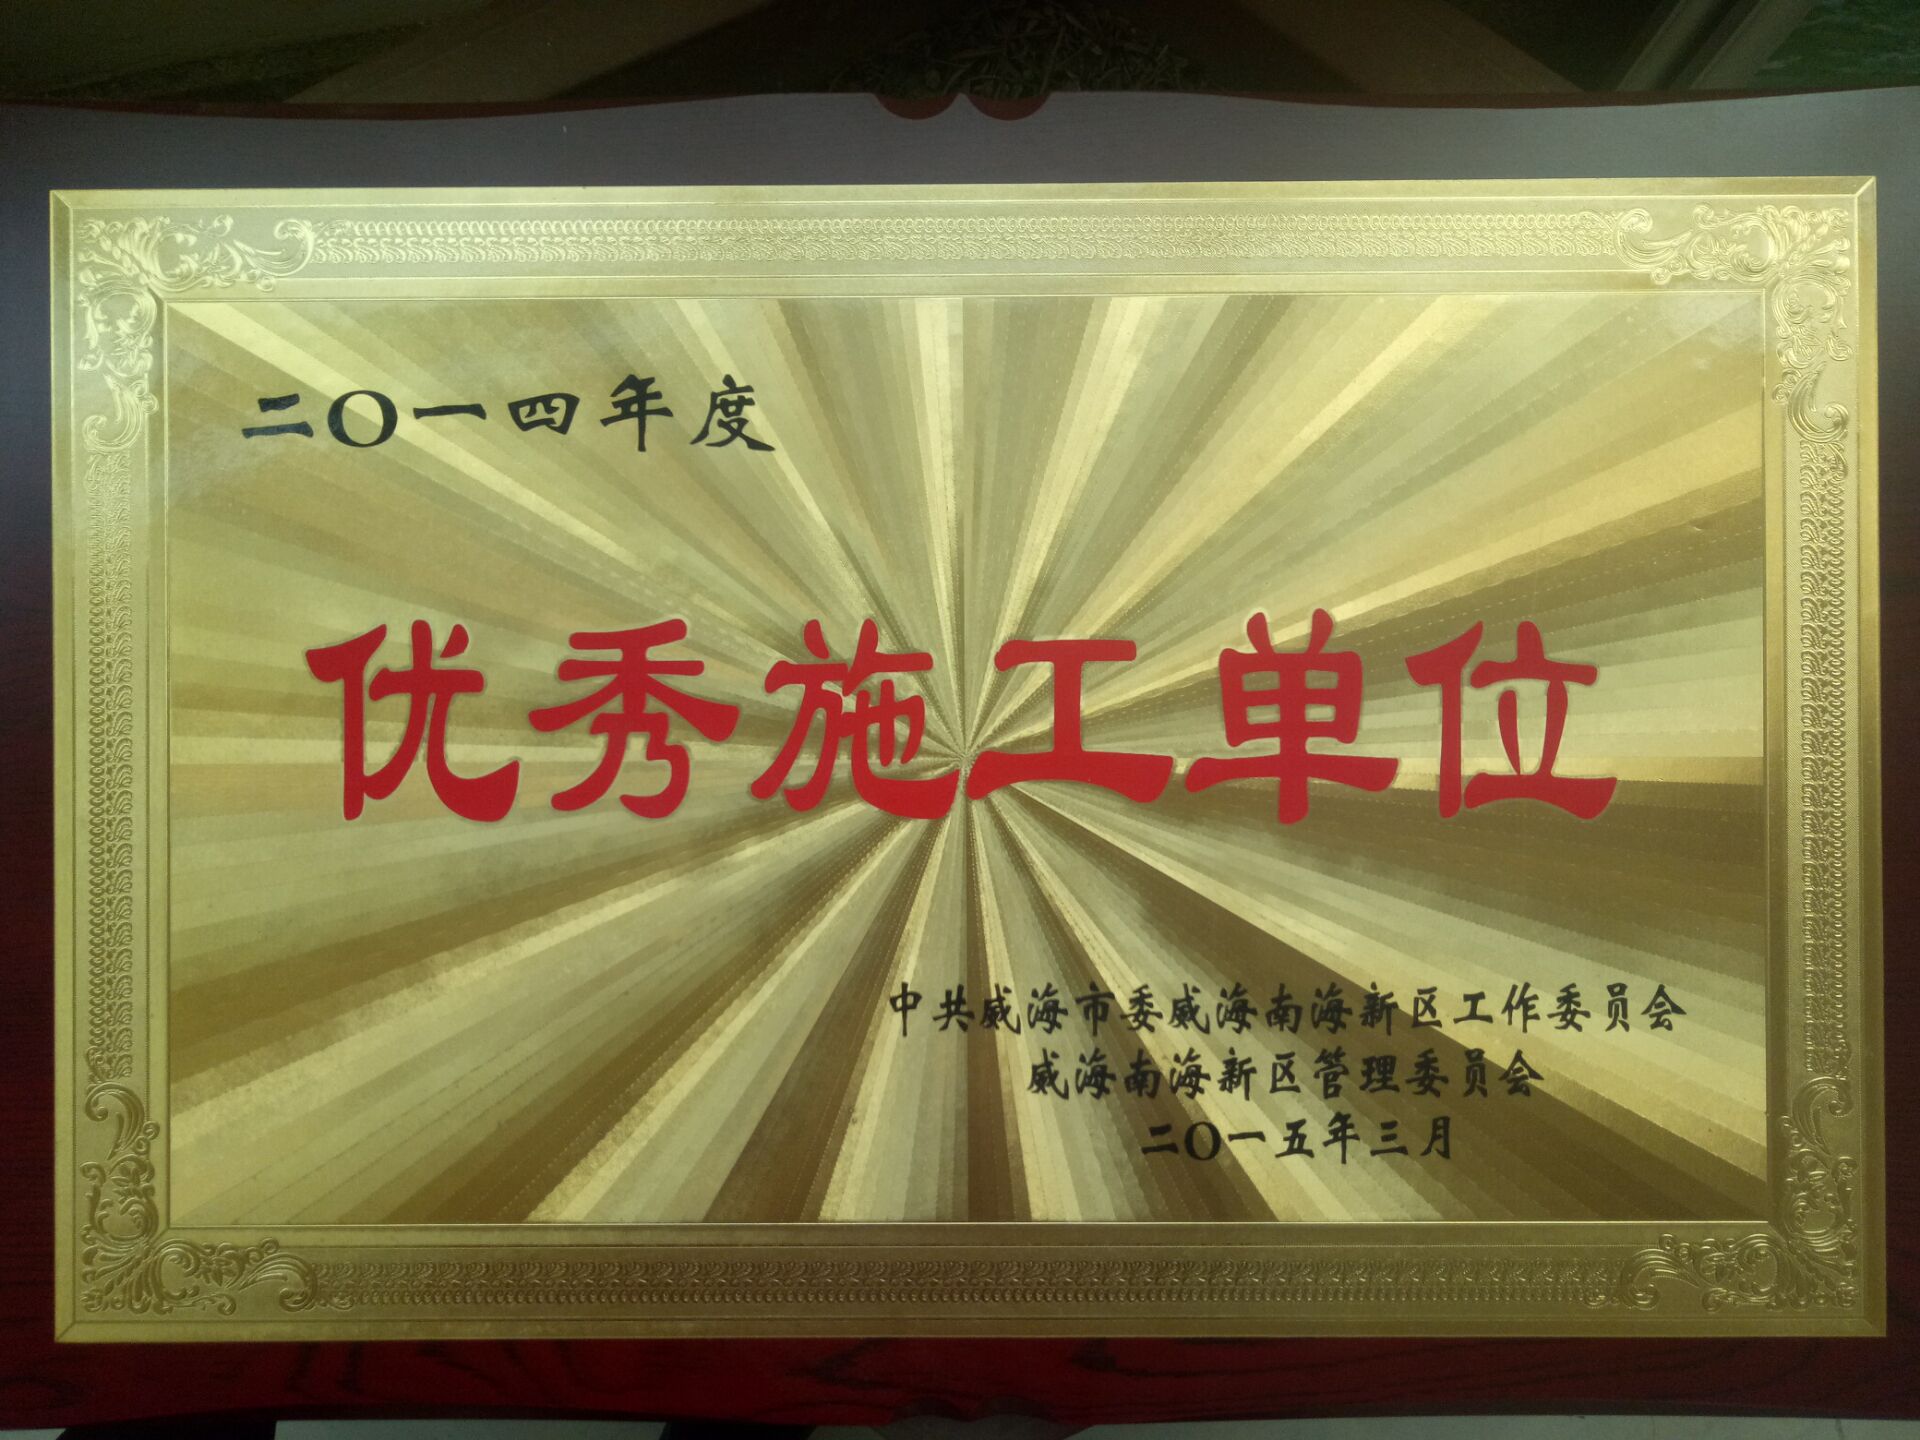 二〇一四年度
优秀施工单位
中共威海市委威海南海新区工作委员会
威海南海新区管理委员会
二〇一五年三月